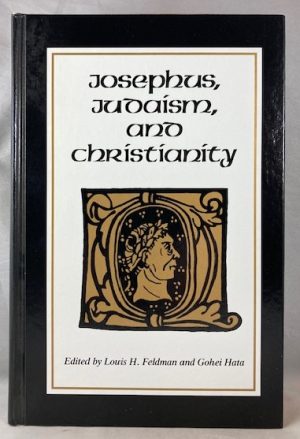 Josephus,
Judaism,
and
Christianity
Edited by Louis H. Feldman and Gohei Hata